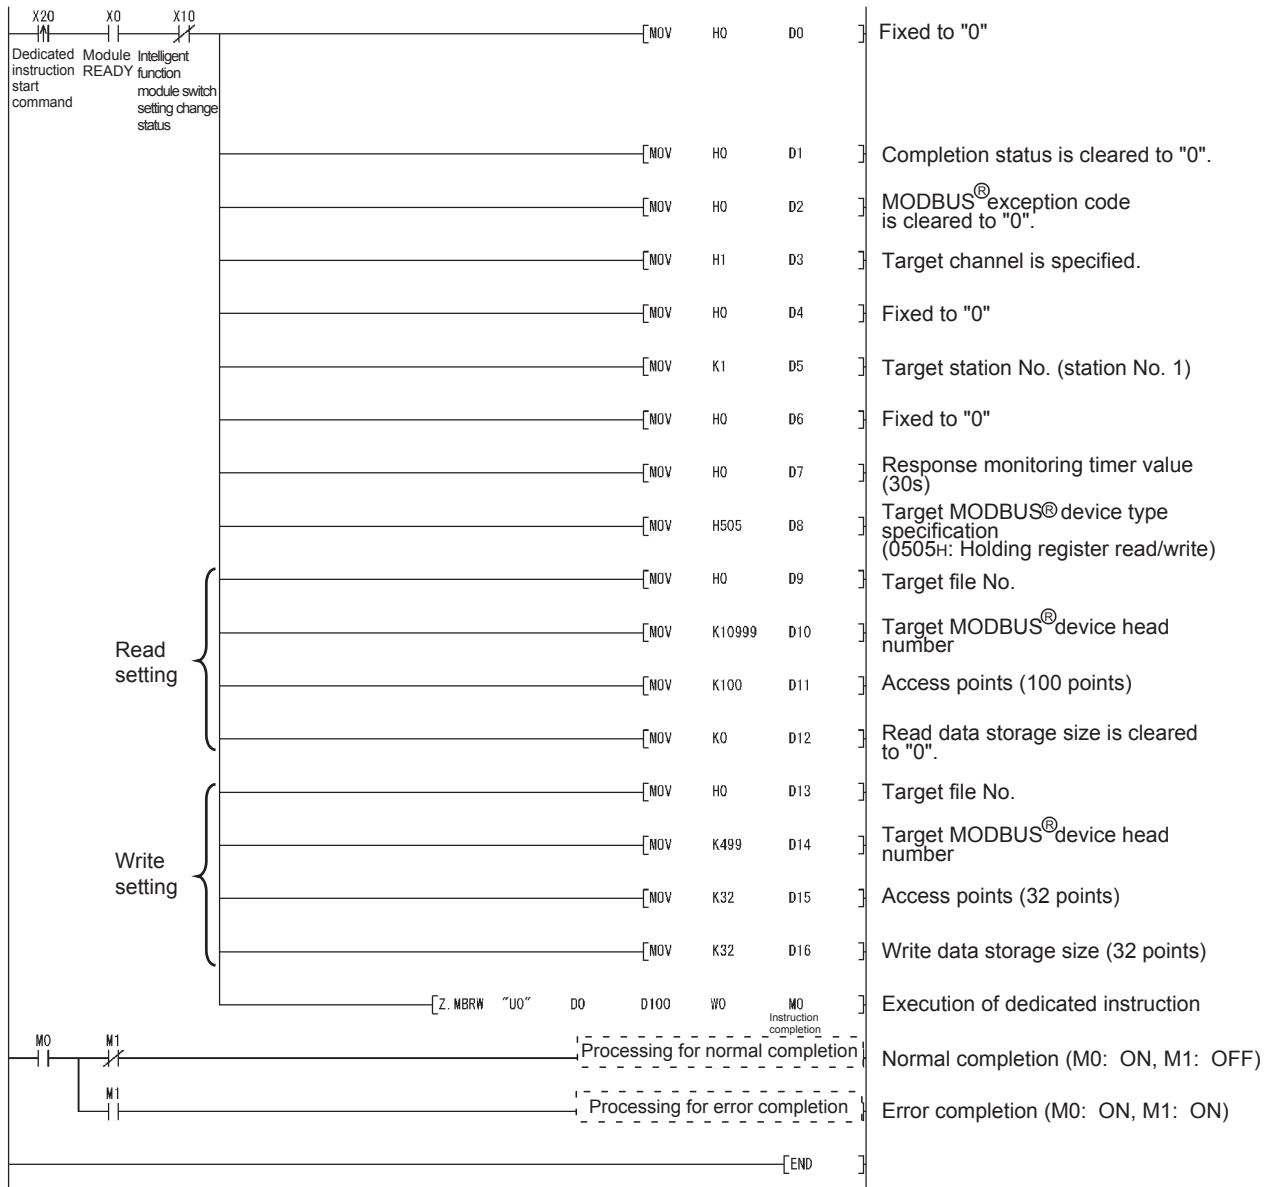 X20 X0 X10
[MOV H0 D0 ] Fixed to "0"
Dedicated instruction start command
Module READY
Intelligent function module switch setting change status
[MOV H0 D1 ] Completion status is cleared to "0".
[MOV H0 D2 ] MODBUS® exception code
is cleared to "0".
[MOV H1 D3 ] Target channel is specified.
[MOV H0 D4 ] Fixed to "0"
[MOV K1 D5 ] Target station No. (station No. 1)
[MOV H0 D6 ] Fixed to "0"
[MOV H0 D7 ] Response monitoring timer value
(30s)
[MOV H505 D8 ] Target MODBUS® device type
specification
(0505H: Holding register read/write)
Read
setting
[MOV H0 D9 ] Target file No.
[MOV K10999 D10 ] Target MODBUS® device head
number
[MOV K100 D11 ] Access points (100 points)
[MOV K0 D12 ] Read data storage size is cleared
to "0".
Write
setting
[MOV H0 D13 ] Target file No.
[MOV K499 D14 ] Target MODBUS® device head
number
[MOV K32 D15 ] Access points (32 points)
[MOV K32 D16 ] Write data storage size (32 points)
[Z.MBRW "U0" D0 D100 W0 M0 ] Execution of dedicated instruction
Instruction
completion
M0 M1
Processing for normal completion Normal completion (M0: ON, M1: OFF)
M1
Processing for error completion Error completion (M0: ON, M1: ON)
[END ]